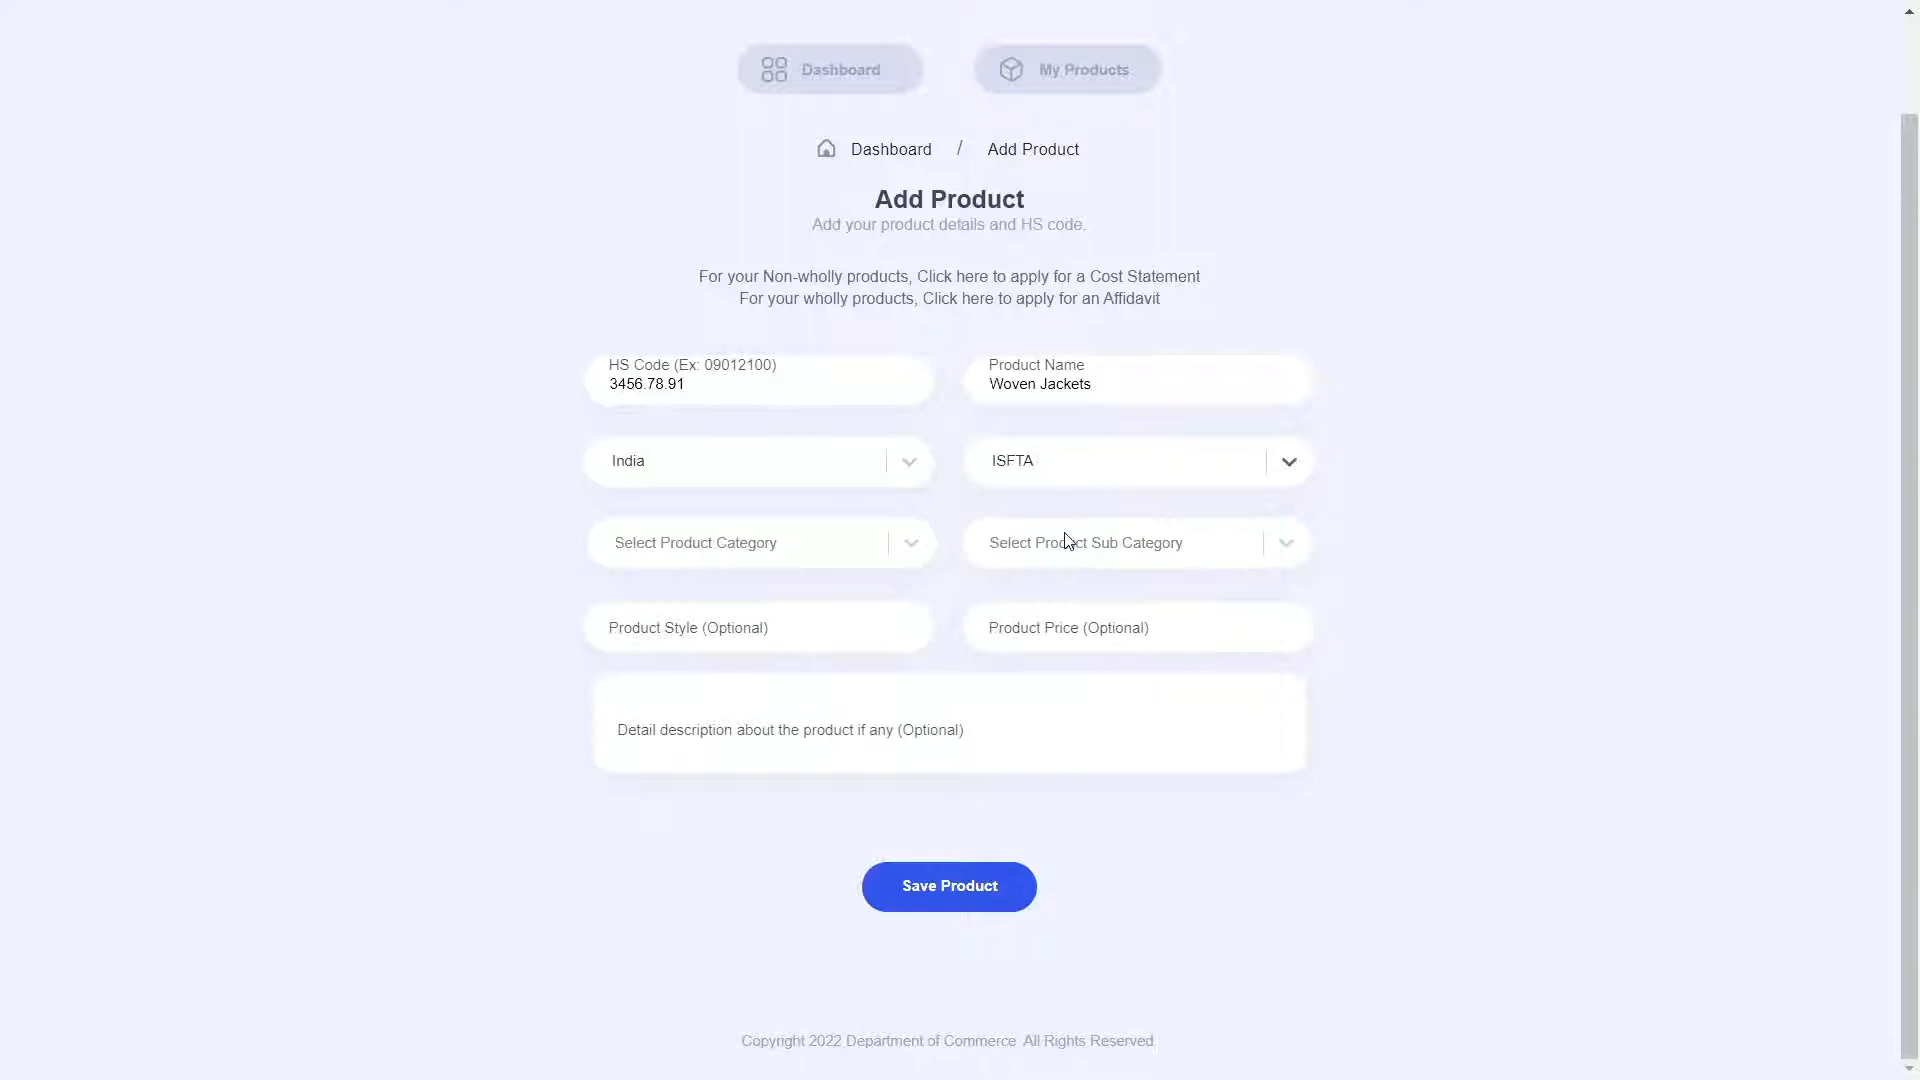 Dashboard
My Products
Dashboard / Add Product
Add Product
Add your product details and HS code.
For your Non-wholly products, Click here to apply for a Cost Statement
For your wholly products, Click here to apply for an Affidavit
HS Code (Ex: 09012100)
3456.78.91
Product Name
Woven Jackets
India
ISFTA
Select Product Category
Select Product Sub Category
Product Style (Optional)
Product Price (Optional)
Detail description about the product if any (Optional)
Save Product
Copyright 2022 Department of Commerce. All Rights Reserved.